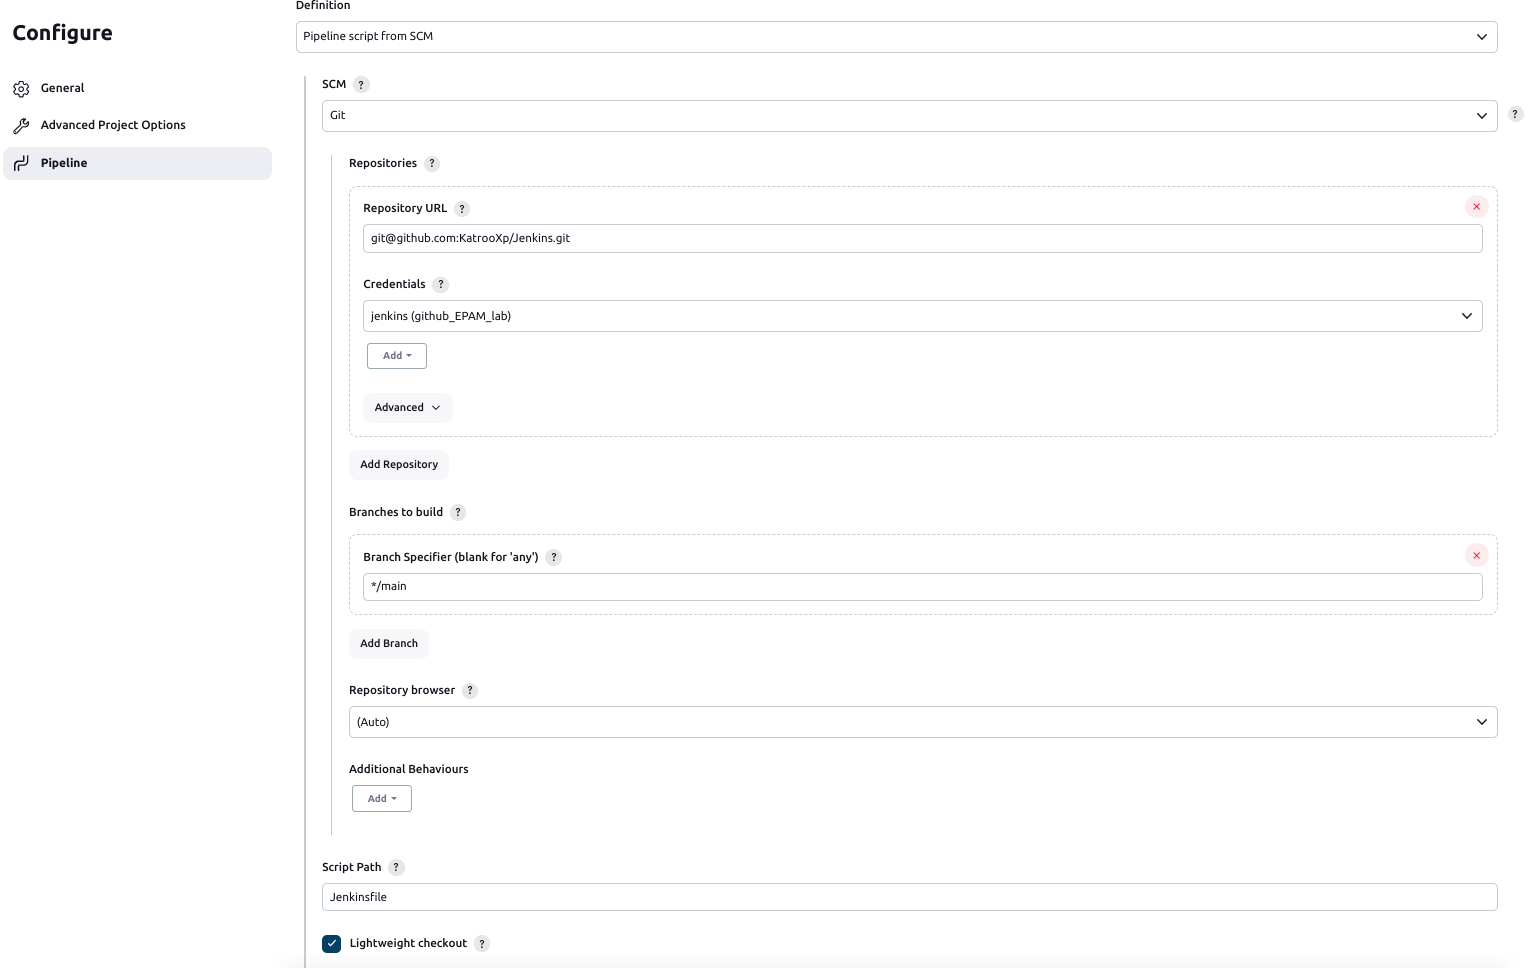 Configure
General
Advanced Project Options
Pipeline
Definition
Pipeline script from SCM
SCM ?
Git
?
Repositories ?
Repository URL ?
git@github.com:KatrooXp/Jenkins.git
Credentials ?
jenkins (github_EPAM_lab)
Add
Advanced
Add Repository
Branches to build ?
Branch Specifier (blank for 'any') ?
*/main
Add Branch
Repository browser ?
(Auto)
Additional Behaviours
Add
Script Path ?
Jenkinsfile
Lightweight checkout ?